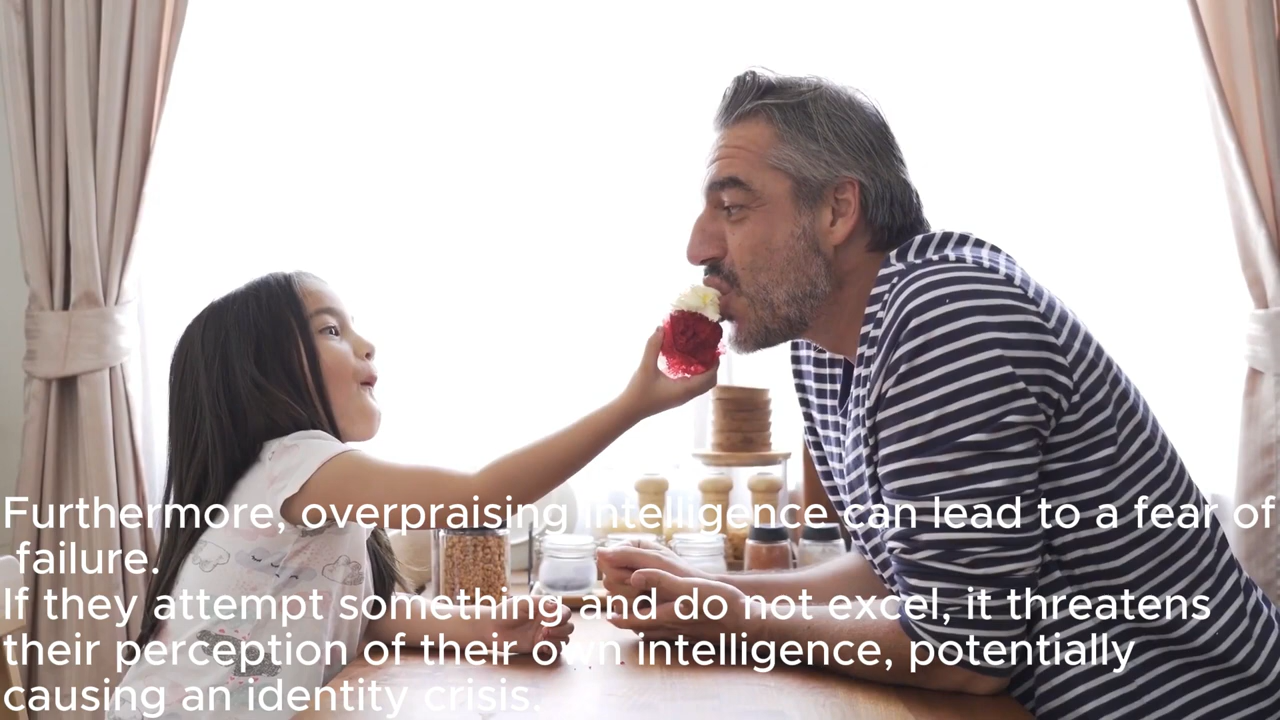 Furthermore, overpraising intelligence can lead to a fear of
failure.
If they attempt something and do not excel, it threatens
their perception of their own intelligence, potentially
causing an identity crisis.